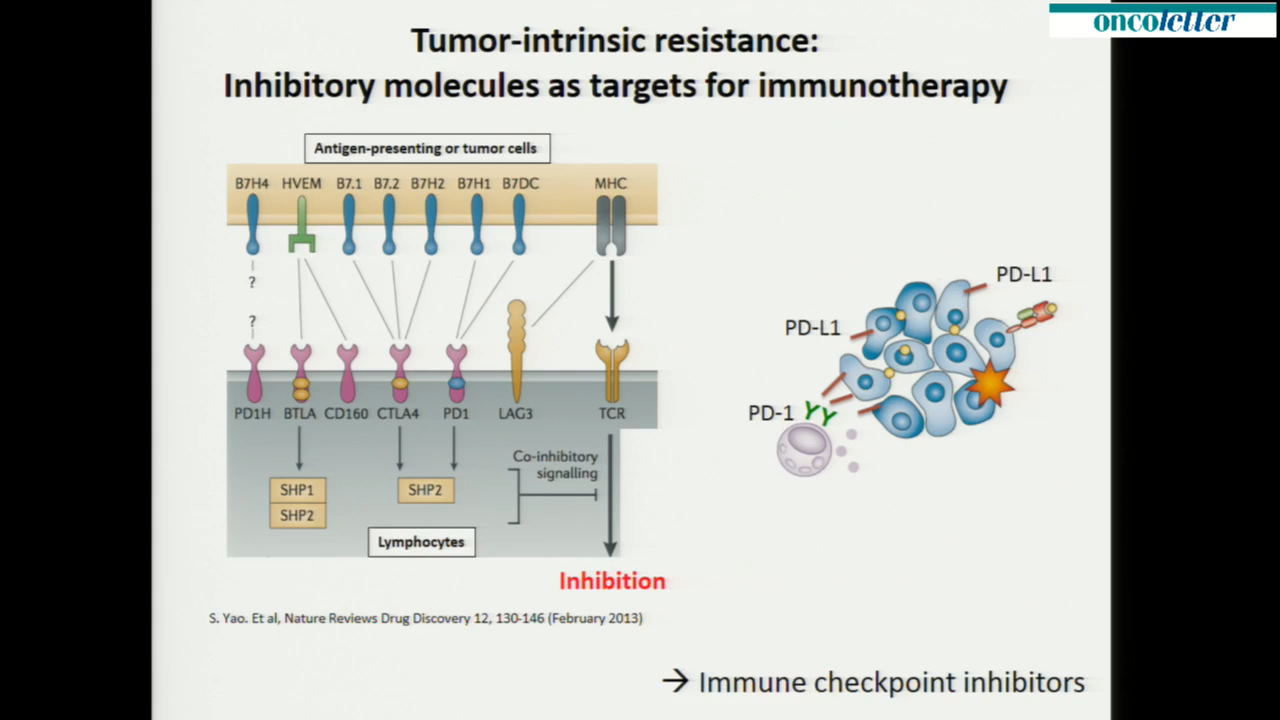 oncoletter
Tumor-intrinsic resistance:
Inhibitory molecules as targets for immunotherapy
Antigen-presenting or tumor cells
B7H4 HVEM B7.1 B7.2 B7H2 B7H1 B7DC MHC
?
?
PD1H BTLA CD160 CTLA4 PD1 LAG3 TCR
Co-inhibitory
signalling
SHP1
SHP2
SHP2
Lymphocytes
Inhibition
PD-L1
PD-L1
PD-1
S. Yao. Et al, Nature Reviews Drug Discovery 12, 130-146 (February 2013)
→ Immune checkpoint inhibitors